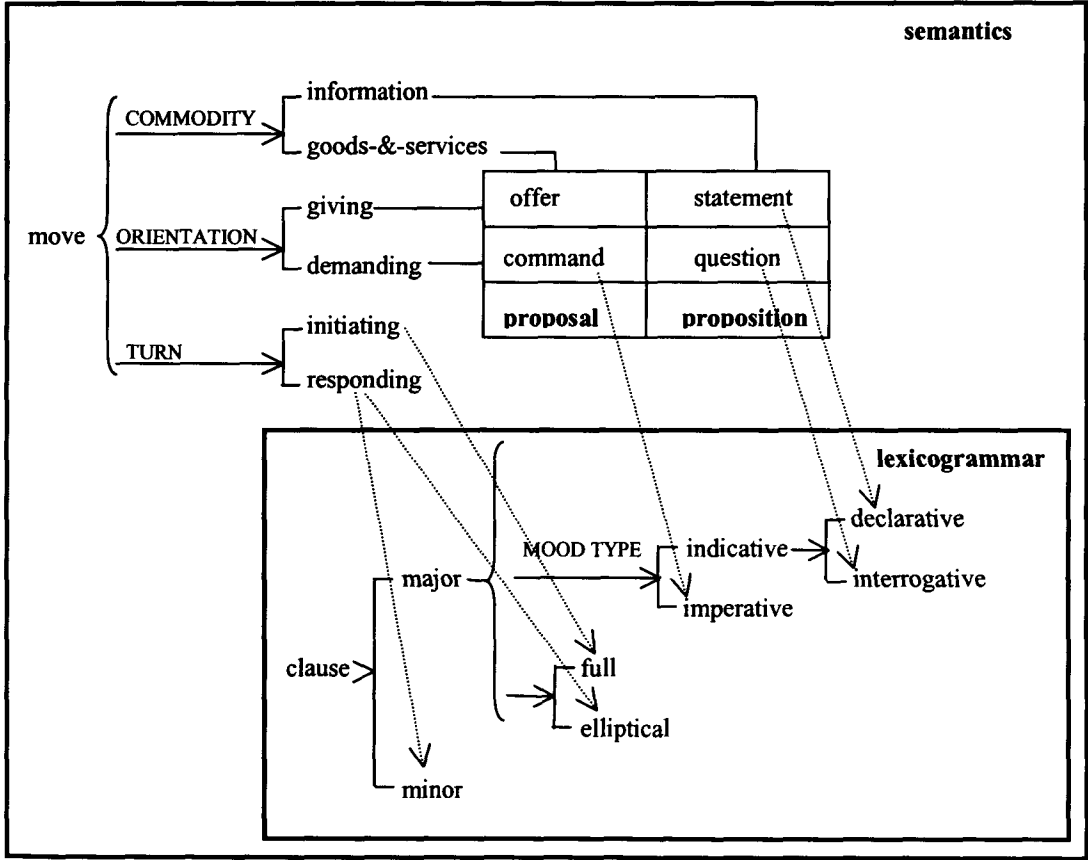 semantics
information
COMMODITY
goods-&-services
giving
offer
statement
move
ORIENTATION
demanding
command
question
initiating
proposal
proposition
TURN
responding
lexicogrammar
declarative
MOOD TYPE
indicative
major
interrogative
imperative
clause
full
elliptical
minor